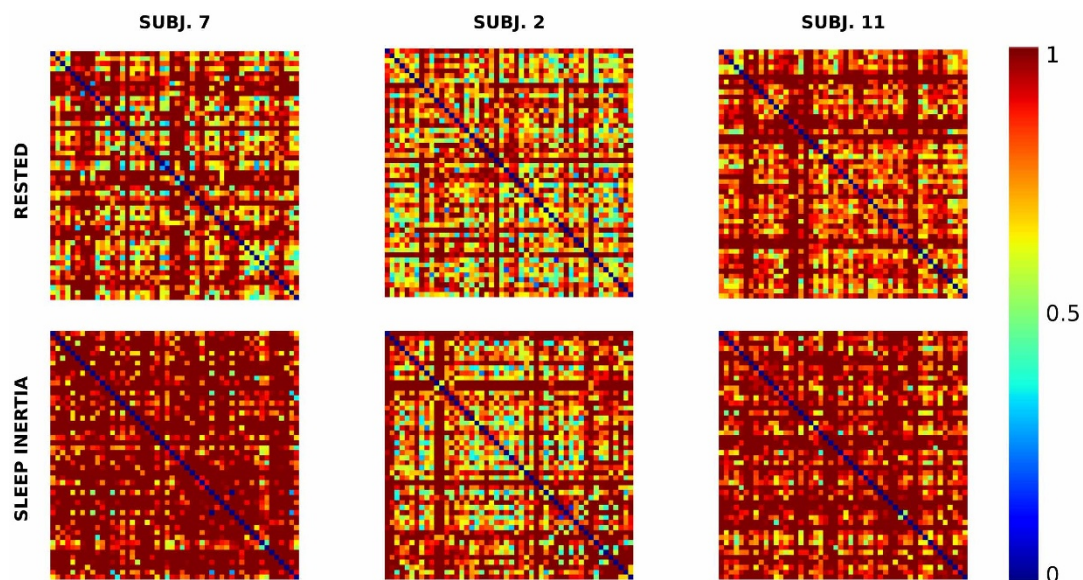 SUBJ. 7 SUBJ. 2 SUBJ. 11
RESTED
SLEEP INERTIA
1
0.5
0